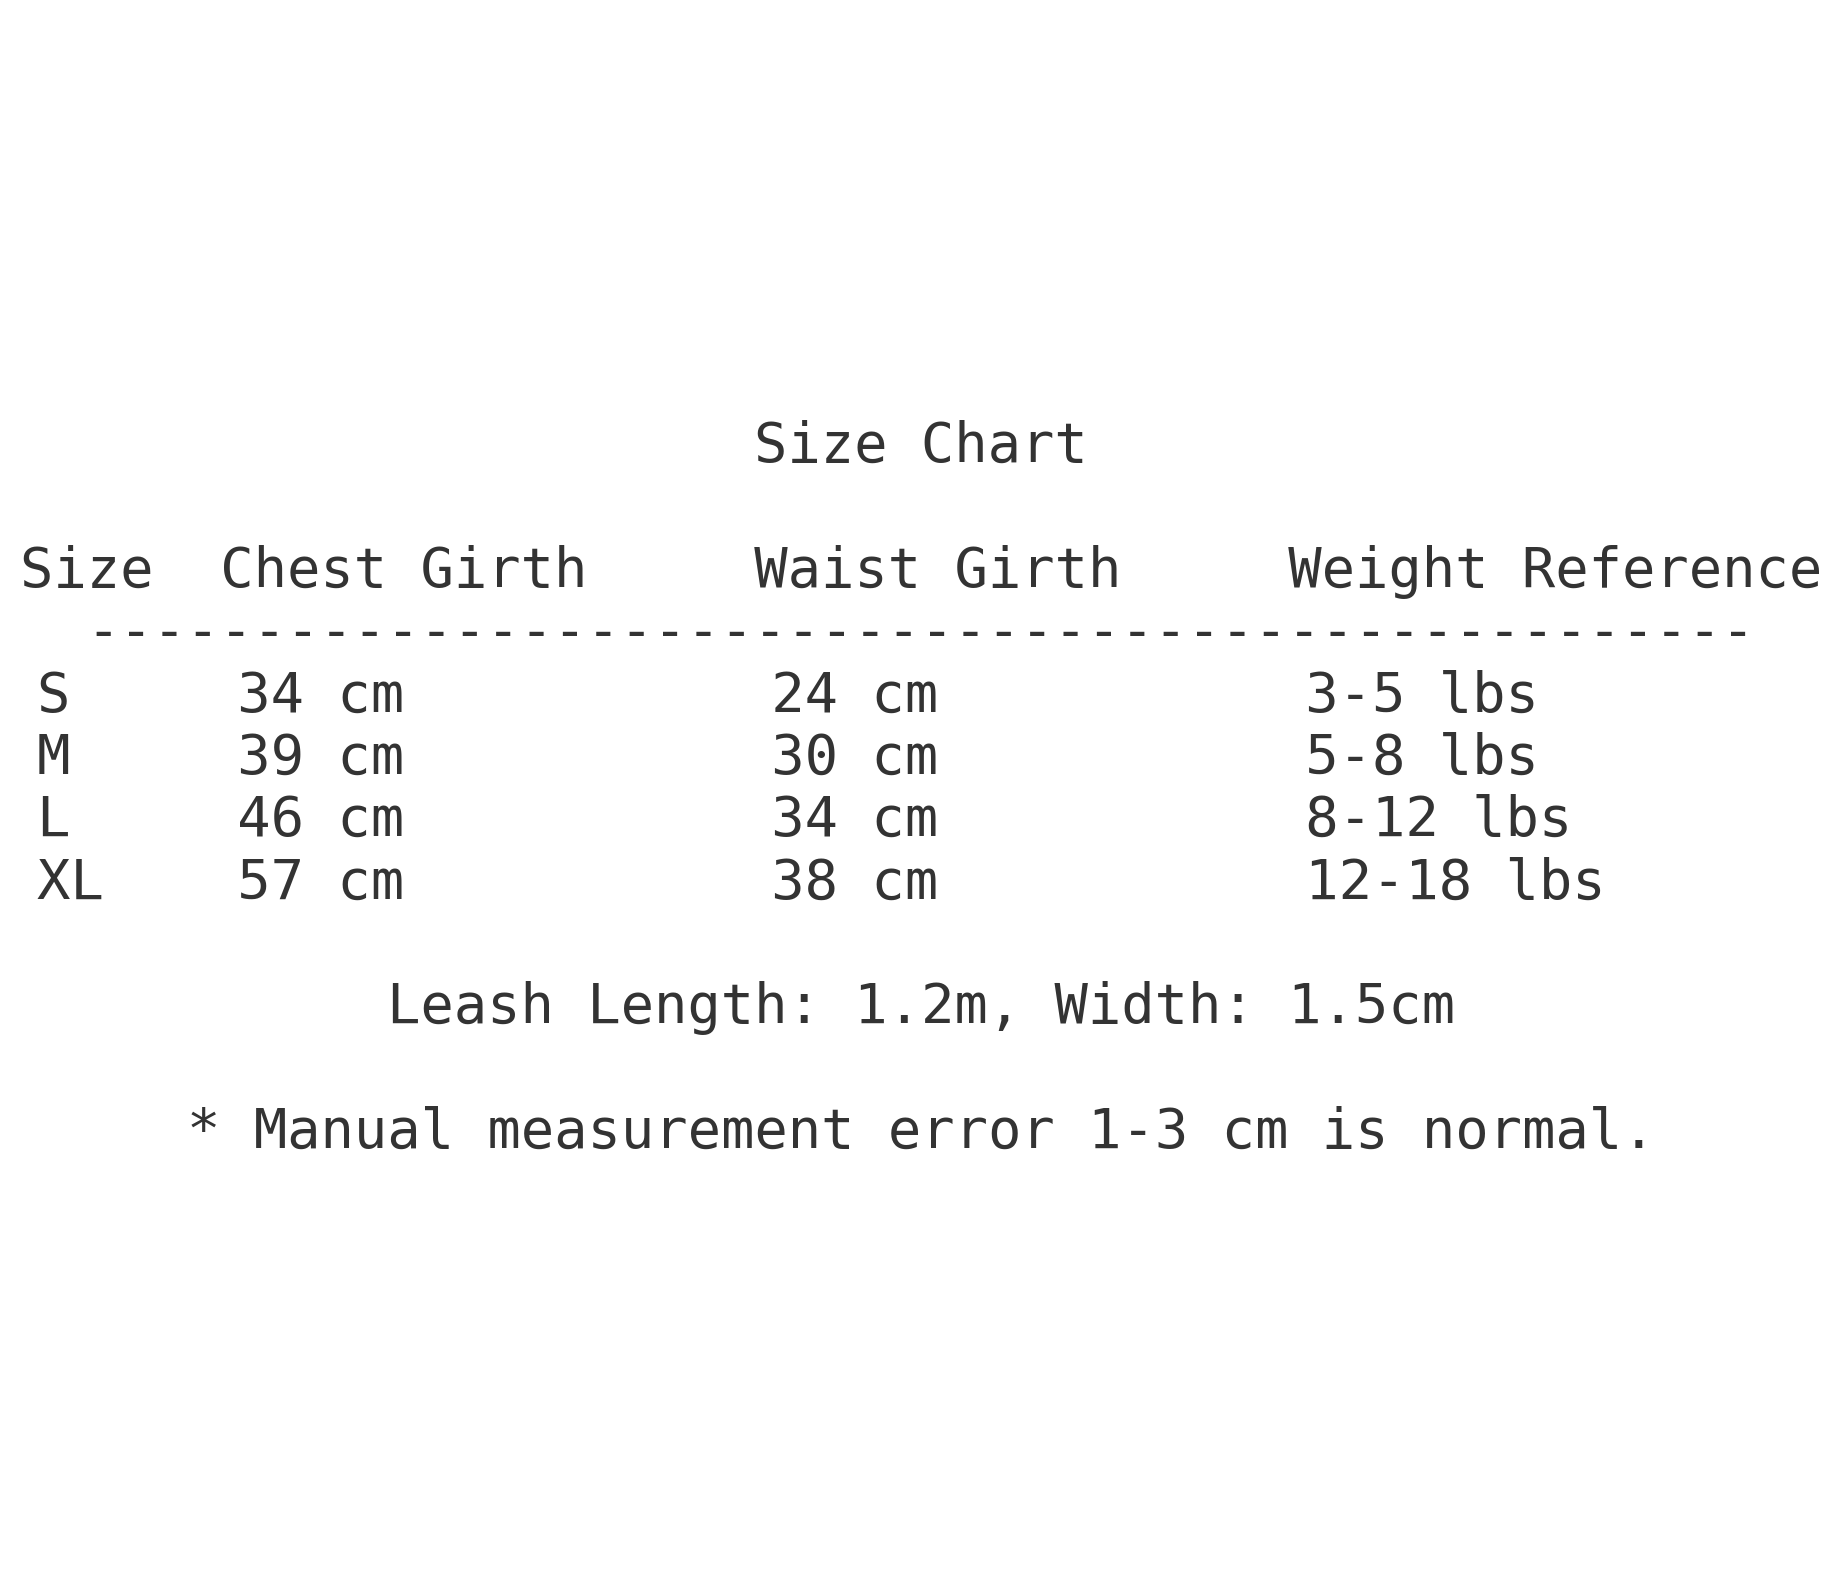 Size Chart
Size  Chest Girth     Waist Girth     Weight Reference
--------------------------------------------------
S     34 cm           24 cm           3-5 lbs
M     39 cm           30 cm           5-8 lbs
L     46 cm           34 cm           8-12 lbs
XL    57 cm           38 cm           12-18 lbs
Leash Length: 1.2m, Width: 1.5cm
* Manual measurement error 1-3 cm is normal.